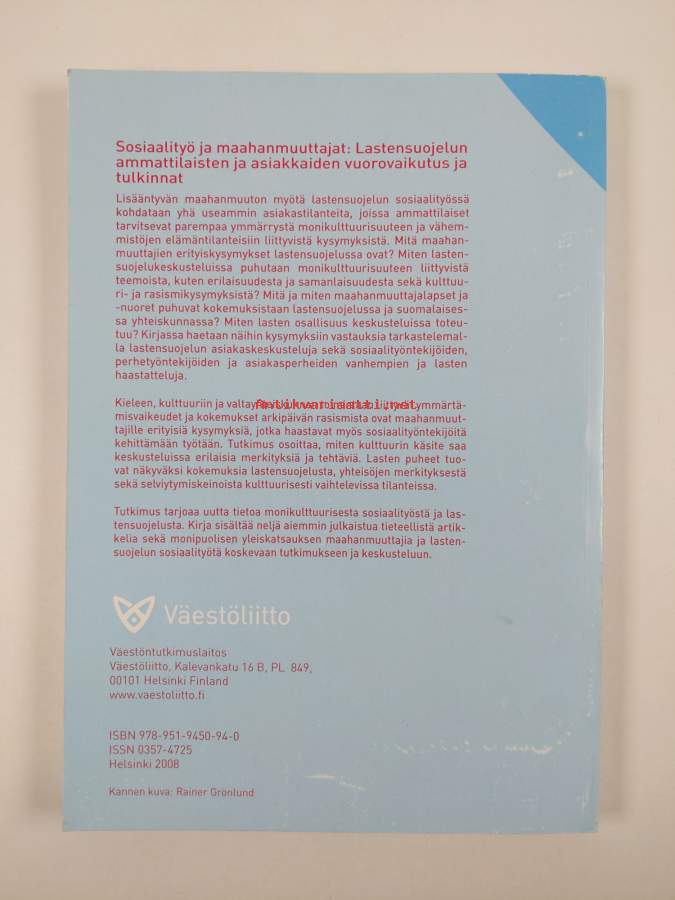 Sosiaalityö ja maahanmuuttajat: Lastensuojelun
ammattilaisten ja asiakkaiden vuorovaikutus ja
tulkinnat
Lisääntyvän maahanmuuton myötä lastensuojelun sosiaalityössä
kohdataan yhä useammin asiakastilanteita, joissa ammattilaiset
tarvitsevat parempaa ymmärrystä monikulttuurisuuteen ja vähem-
mistöjen elämäntilanteisiin liittyvistä kysymyksistä. Mitä maahan-
muuttajien erityiskysymykset lastensuojelussa ovat? Miten lasten-
suojelukeskusteluissa puhutaan monikulttuurisuuteen liittyvistä
teemoista, kuten erilaisuudesta ja samanlaisuudesta sekä kulttuu-
ri- ja rasismikysymyksistä? Mitä ja miten maahanmuuttajalapset ja
-nuoret puhuvat kokemuksistaan lastensuojelussa ja suomalaises-
sa yhteiskunnassa? Miten lasten osallisuus keskusteluissa toteu-
tuu? Kirjassa haetaan näihin kysymyksiin vastauksia tarkastelemal-
la lastensuojelun asiakaskeskusteluja sekä sosiaalityöntekijöiden,
perhetyöntekijöiden ja asiakasperheiden vanhempien ja lasten
haastatteluja.
Kieleen, kulttuuriin ja
Antikvariaatti.net
ymmärtä-
misvaikeudet ja kokemukset arkipäivän rasismista ovat maahanmuut-
tajille erityisiä kysymyksiä, jotka haastavat myös sosiaalityöntekijöitä
kehittämään työtään. Tutkimus osoittaa, miten kulttuurin käsite saa
keskusteluissa erilaisia merkityksiä ja tehtäviä. Lasten puheet tuo-
vat näkyväksi kokemuksia lastensuojelusta, yhteisöjen merkityksestä
sekä selviytymiskeinoista kulttuurisesti vaihtelevissa tilanteissa.
Tutkimus tarjoaa uutta tietoa monikulttuurisesta sosiaalityöstä ja las-
tensuojelusta. Kirja sisältää neljä aiemmin julkaistua tieteellistä artik-
kelia sekä monipuolisen yleiskatsauksen maahanmuuttajia ja lasten-
suojelun sosiaalityötä koskevaan tutkimukseen ja keskusteluun.
Väestöliitto
Väestöntutkimuslaitos
Väestöliitto, Kalevankatu 16 B, PL 849,
00101 Helsinki Finland
www.vaestoliitto.fi
ISBN 978-951-9450-94-0
ISSN 0357-4725
Helsinki 2008
Kannen kuva: Rainer Grönlund